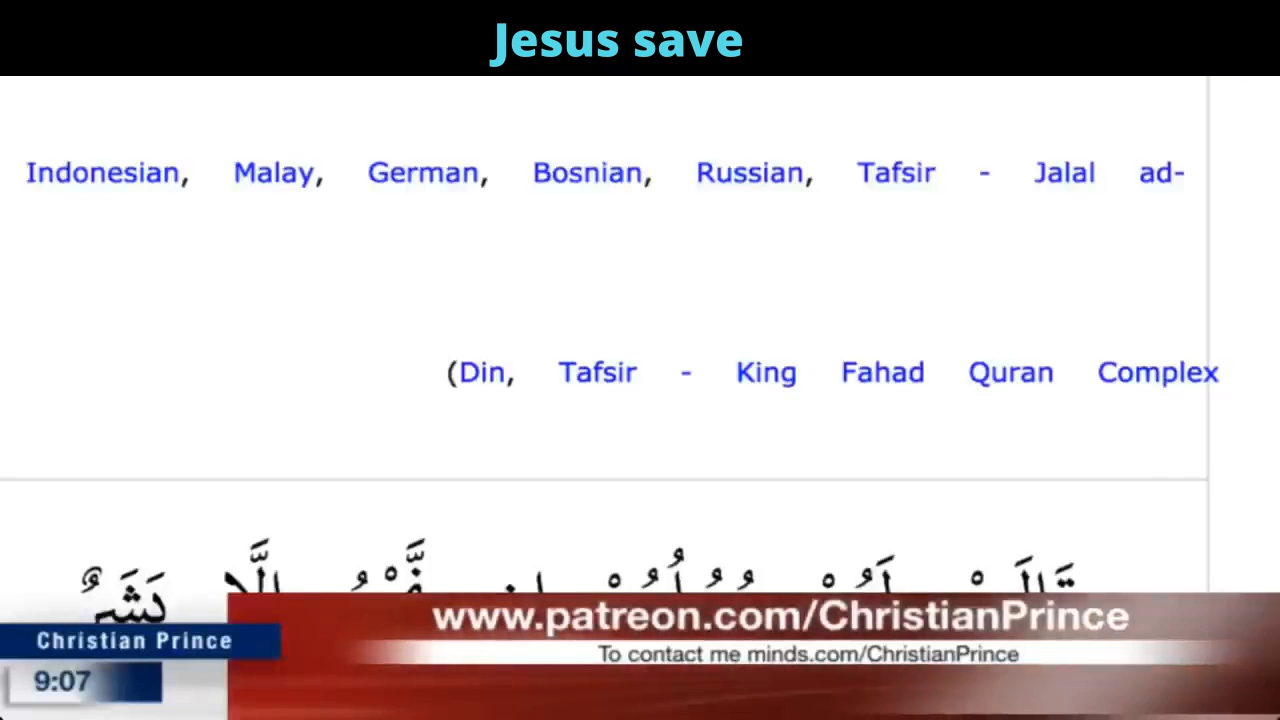 Jesus save
Indonesian, Malay, German, Bosnian, Russian, Tafsir - Jalal ad-
(Din, Tafsir - King Fahad Quran Complex
قَالَتْ لَهُمْ رُسُلُهُمْ إِن نَّحْنُ إِلَّا بَشَرٌ
www.patreon.com/ChristianPrince
Christian Prince
To contact me minds.com/ChristianPrince
9:07